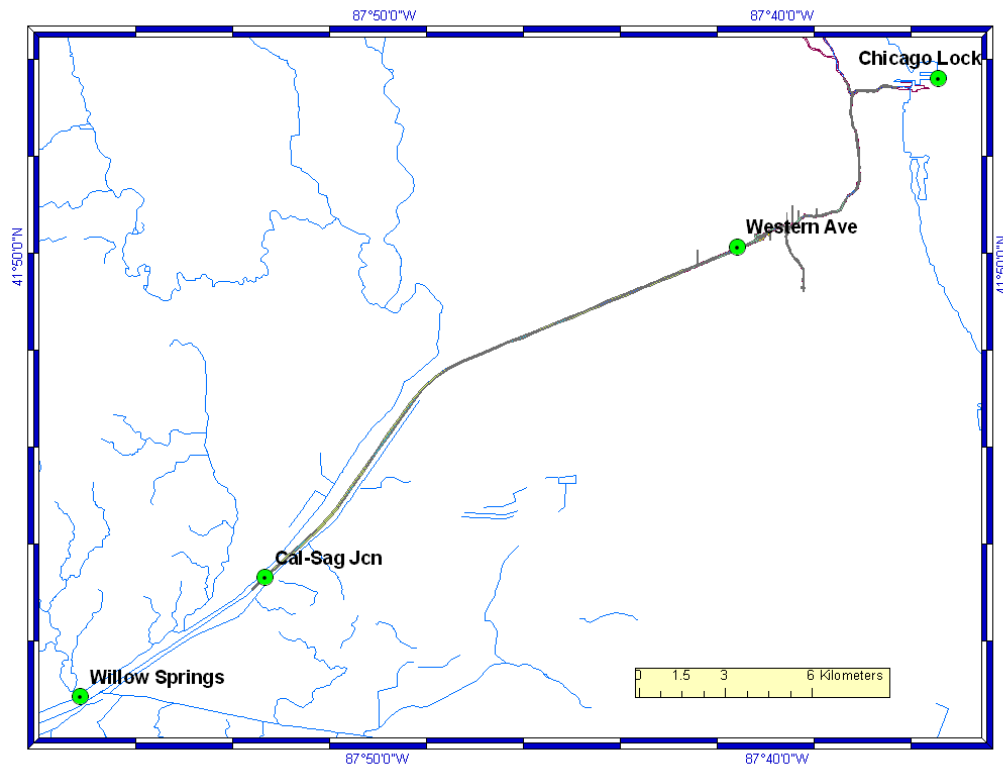 87°50'0"W
87°40'0"W
Chicago Lock
Western Ave
41°50'0"N
41°50'0"N
Cal-Sag Jcn
Willow Springs
0 1.5 3 6 Kilometers
87°50'0"W
87°40'0"W